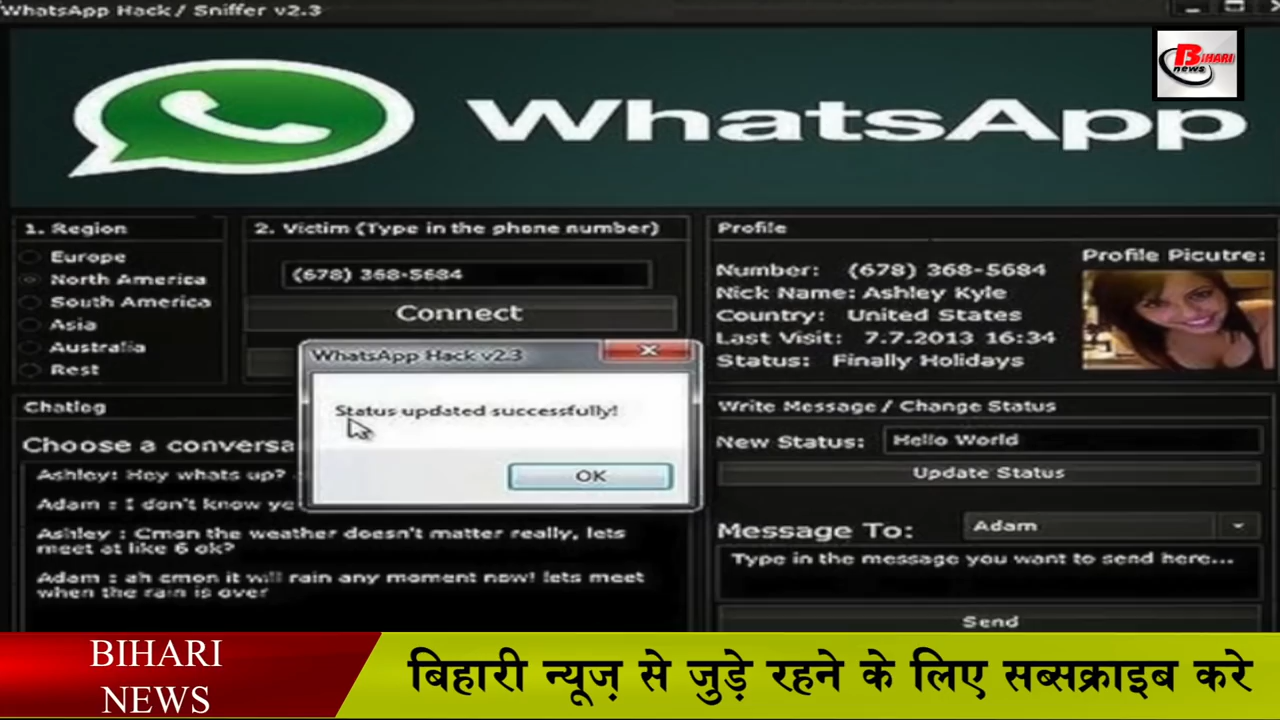 WhatsApp Hack / Sniffer v2.3
BIHARI
news
WhatsApp
1. Region
Europe
North America
South America
Asia
Australia
Rest
2. Victim (Type in the phone number)
(678) 368-5684
Connect
Profile
Number: (678) 368-5684
Nick Name: Ashley Kyle
Country: United States
Last Visit: 7.7.2013 16:34
Status: Finally Holidays
Profile Picutre:
WhatsApp Hack v2.3
Status updated successfully!
OK
Chatlog
Choose a conversa
Ashley: Hey whats up?
Adam : I don't know ye
Ashley : Cmon the weather doesn't matter really, lets
meet at like 6 ok?
Adam : ah cmon it will rain any moment now! lets meet
when the rain is over
Write Message / Change Status
New Status: Hello World
Update Status
Message To: Adam
Type in the message you want to send here...
Send
BIHARI
NEWS
बिहारी न्यूज़ से जुड़े रहने के लिए सब्सक्राइब करे